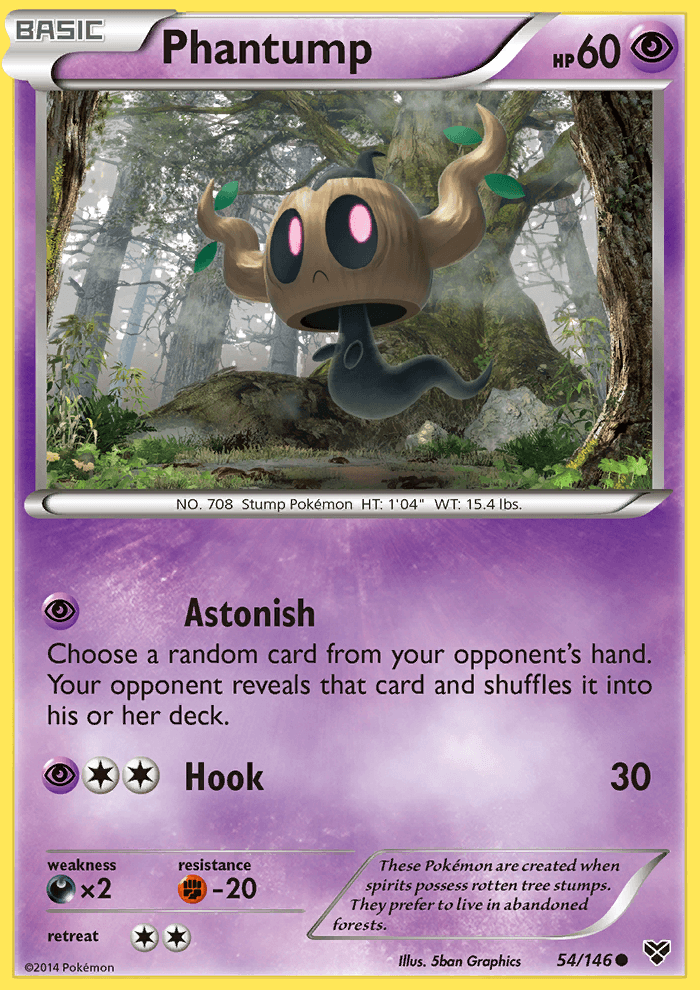 BASIC
Phantump
HP60
NO. 708 Stump Pokémon HT: 1'04" WT: 15.4 lbs.
Astonish
Choose a random card from your opponent's hand.
Your opponent reveals that card and shuffles it into
his or her deck.
Hook 30
weakness resistance
×2 -20
These Pokémon are created when
spirits possess rotten tree stumps.
They prefer to live in abandoned
forests.
retreat
©2014 Pokémon
Illus. 5ban Graphics
54/146